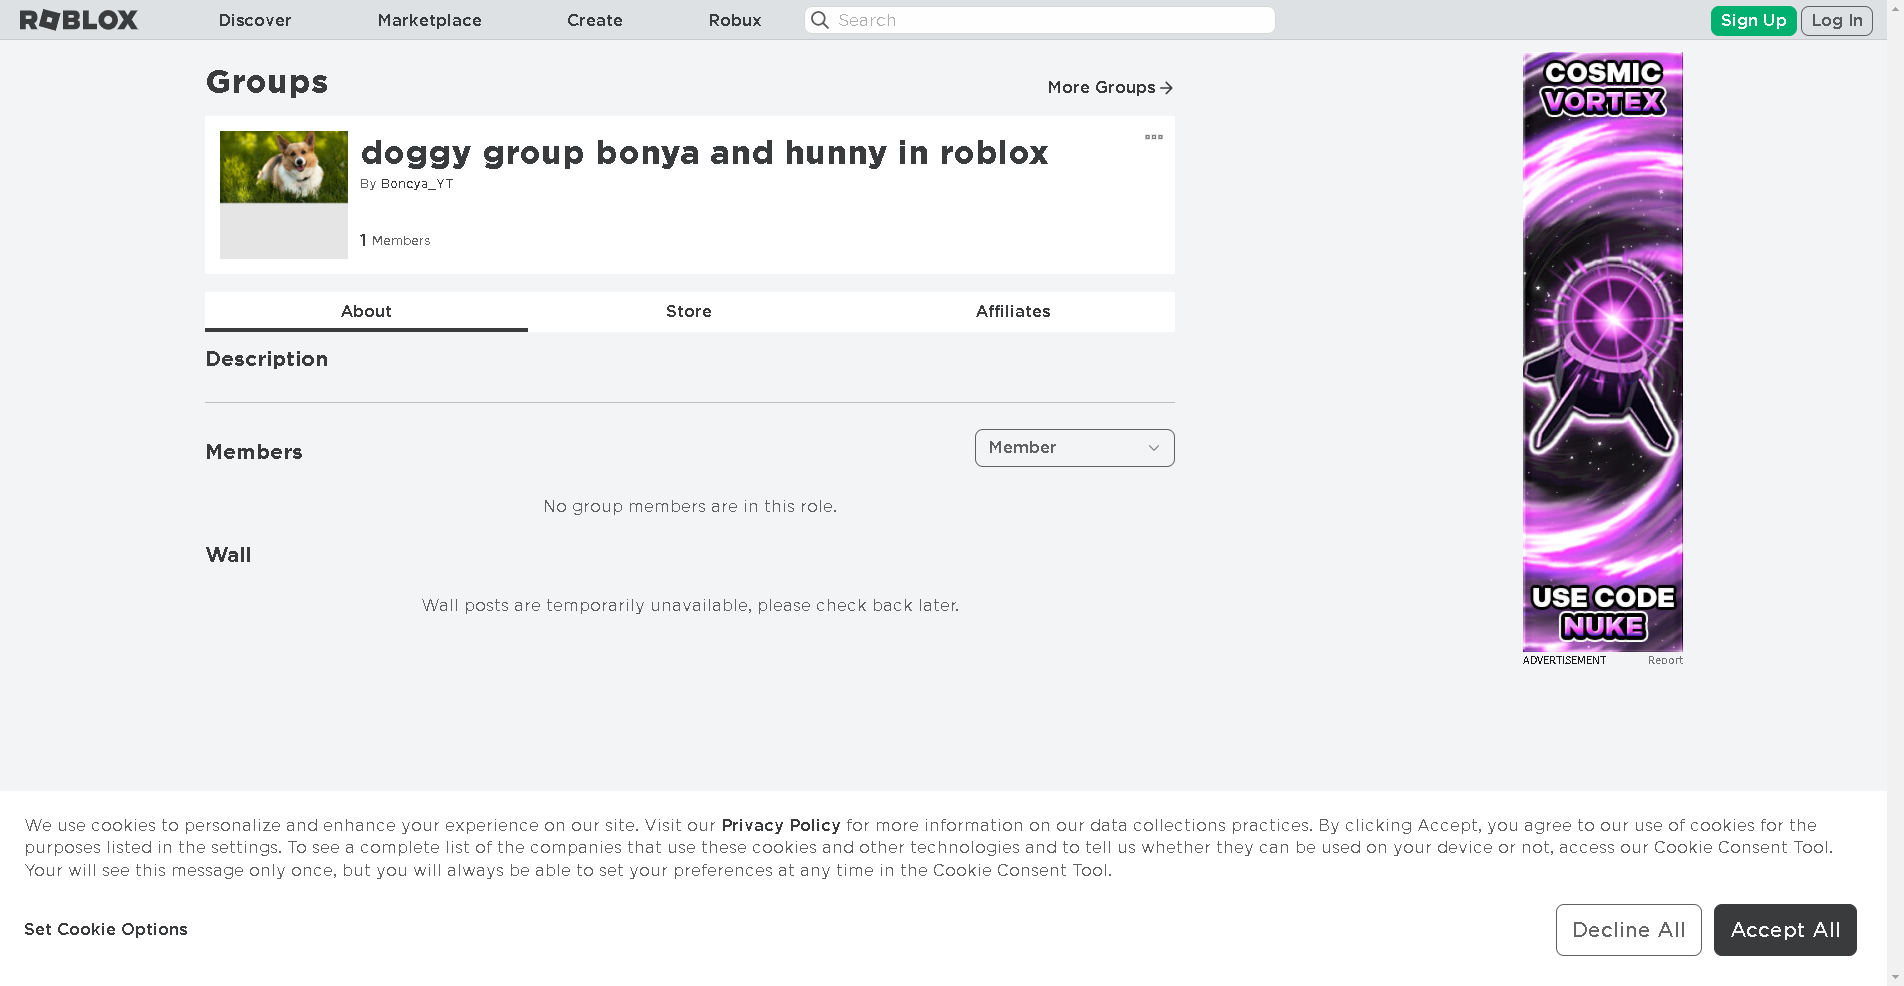 ROBLOX
Discover
Marketplace
Create
Robux
Search
Sign Up
Log In
Groups
More Groups
doggy group bonya and hunny in roblox
By Boncya_YT
1 Members
About
Store
Affiliates
Description
Members
Member
No group members are in this role.
Wall
Wall posts are temporarily unavailable, please check back later.
COSMIC
VORTEX
USE CODE
NUKE
ADVERTISEMENT
Report
We use cookies to personalize and enhance your experience on our site. Visit our Privacy Policy for more information on our data collections practices. By clicking Accept, you agree to our use of cookies for the
purposes listed in the settings. To see a complete list of the companies that use these cookies and other technologies and to tell us whether they can be used on your device or not, access our Cookie Consent Tool.
Your will see this message only once, but you will always be able to set your preferences at any time in the Cookie Consent Tool.
Set Cookie Options
Decline All
Accept All